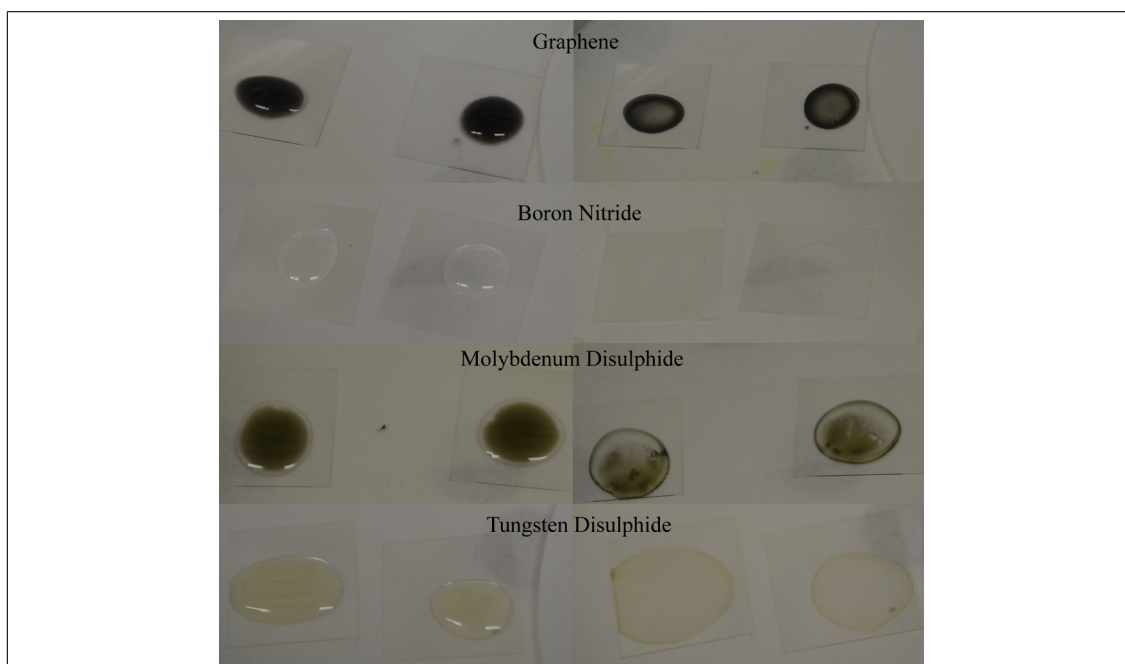 Graphene
Boron Nitride
Molybdenum Disulphide
Tungsten Disulphide